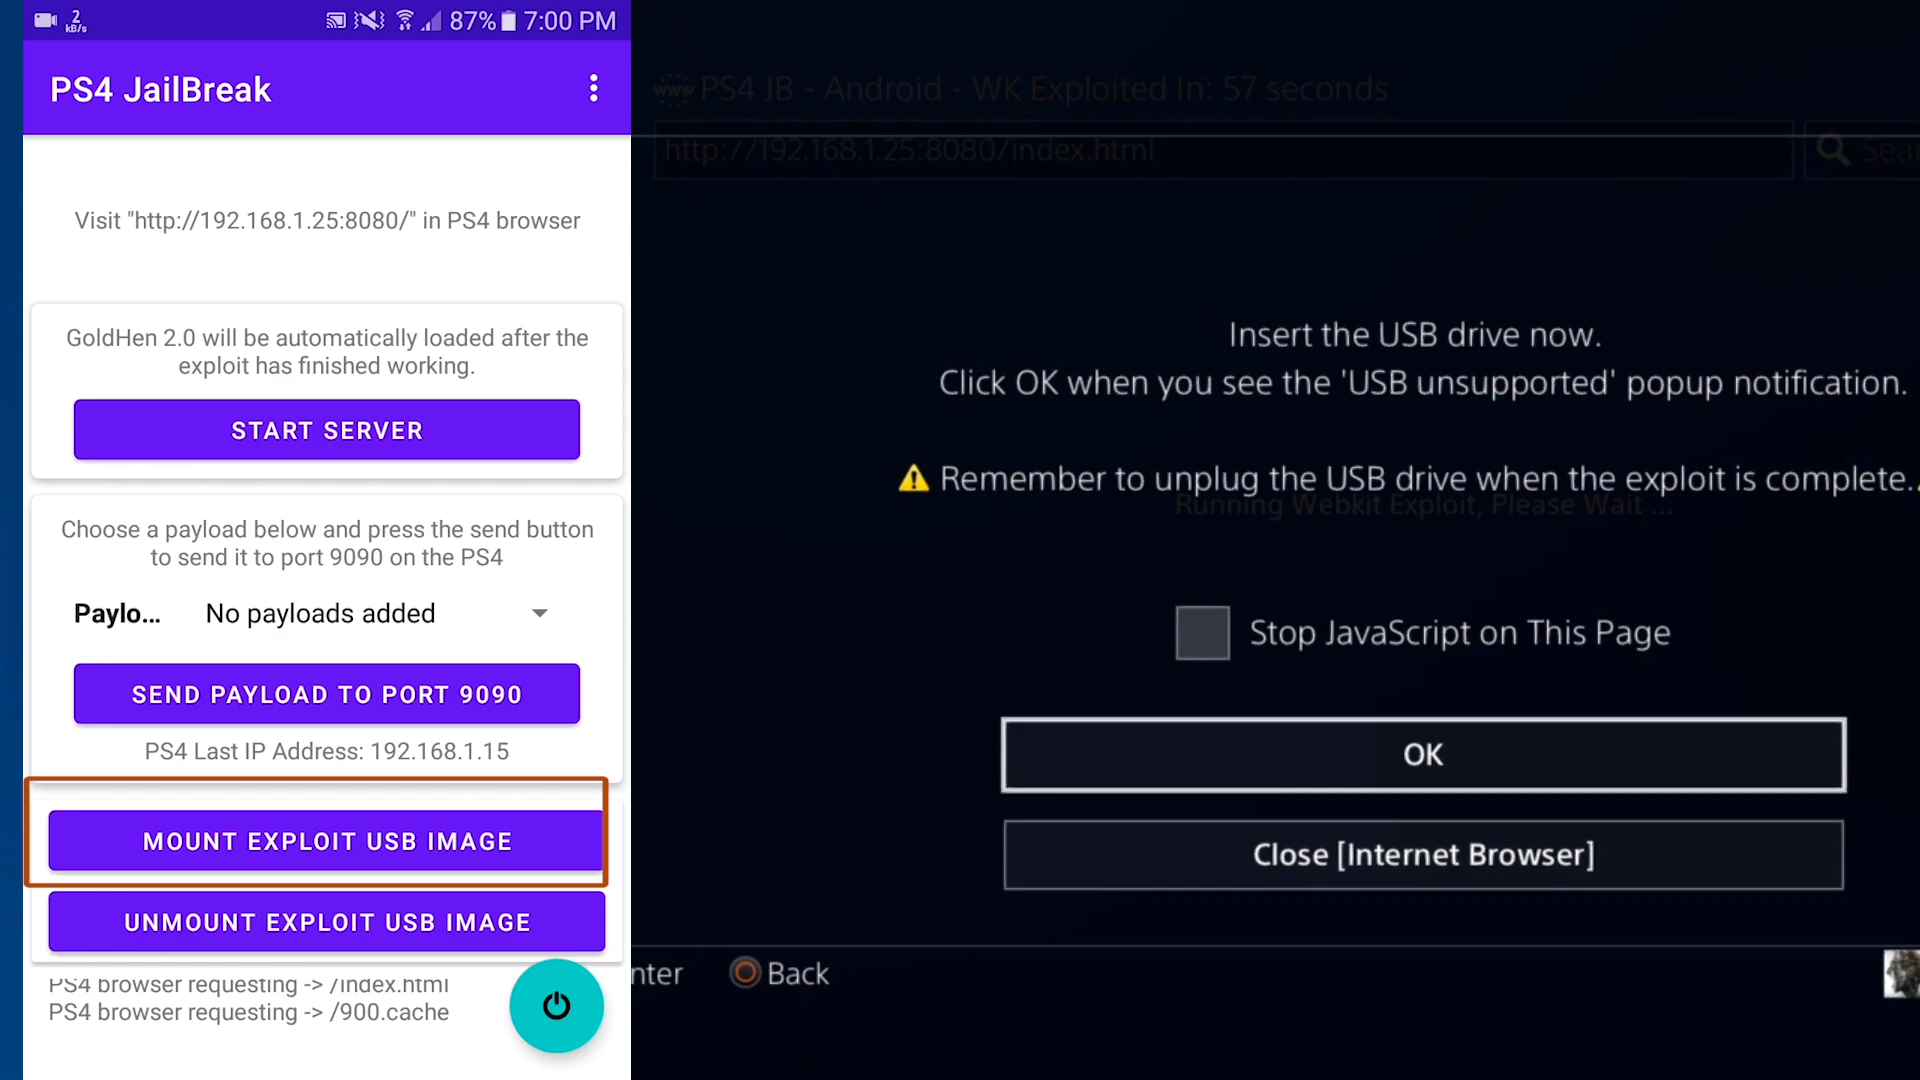 2
kB/s
87%
7:00 PM
PS4 JailBreak
Visit "http://192.168.1.25:8080/" in PS4 browser
GoldHen 2.0 will be automatically loaded after the
exploit has finished working.
START SERVER
Choose a payload below and press the send button
to send it to port 9090 on the PS4
Paylo...
No payloads added
SEND PAYLOAD TO PORT 9090
PS4 Last IP Address: 192.168.1.15
MOUNT EXPLOIT USB IMAGE
UNMOUNT EXPLOIT USB IMAGE
PS4 browser requesting -> /index.html
PS4 browser requesting -> /900.cache
www PS4 JB - Android - WK Exploited In: 57 seconds
http://192.168.1.25:8080/index.html
Sear
Insert the USB drive now.
Click OK when you see the 'USB unsupported' popup notification.
Remember to unplug the USB drive when the exploit is complete.
Running Webkit Exploit, Please Wait ...
Stop JavaScript on This Page
OK
Close [Internet Browser]
nter
Back